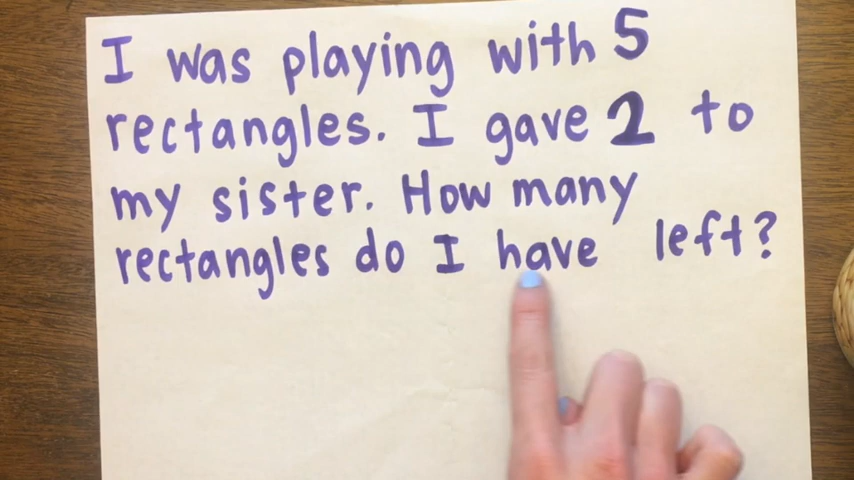 I was playing with 5
rectangles. I gave 2 to
my sister. How many
rectangles do I have left?